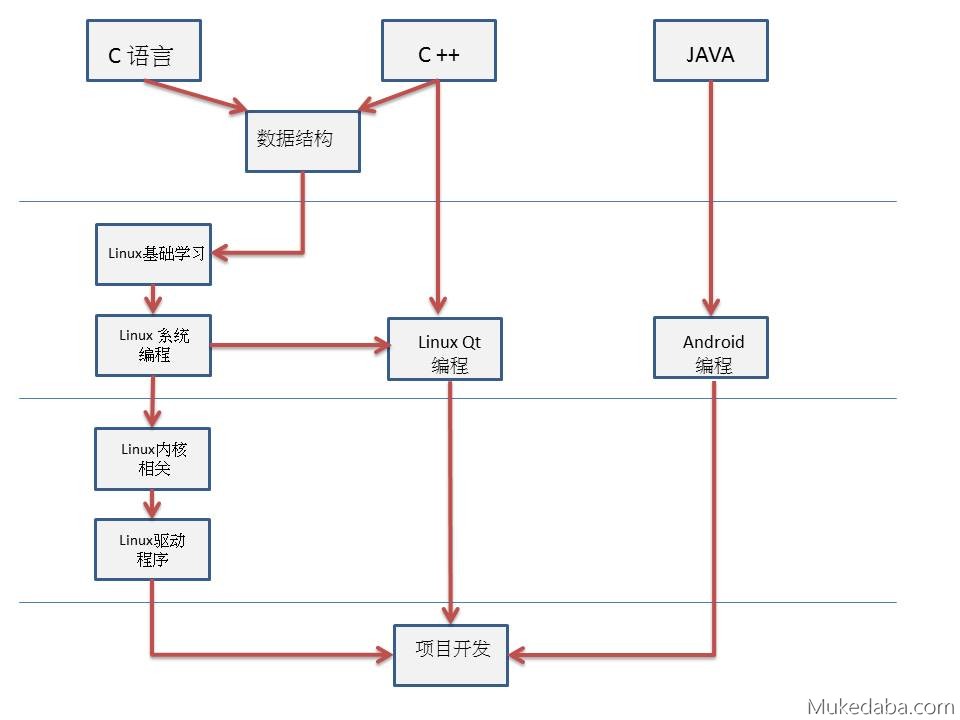 C 语言
C ++
JAVA
数据结构
Linux基础学习
Linux 系统
编程
Linux Qt
编程
Android
编程
Linux内核
相关
Linux驱动
程序
项目开发
Mukedaba.com